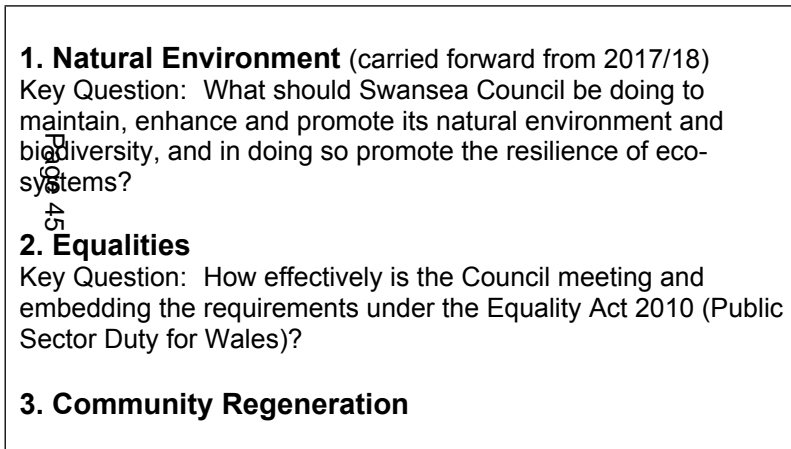 1. Natural Environment (carried forward from 2017/18)
Key Question:  What should Swansea Council be doing to
maintain, enhance and promote its natural environment and
biodiversity, and in doing so promote the resilience of eco-
systems?
Page 45
2. Equalities
Key Question:  How effectively is the Council meeting and
embedding the requirements under the Equality Act 2010 (Public
Sector Duty for Wales)?
3. Community Regeneration